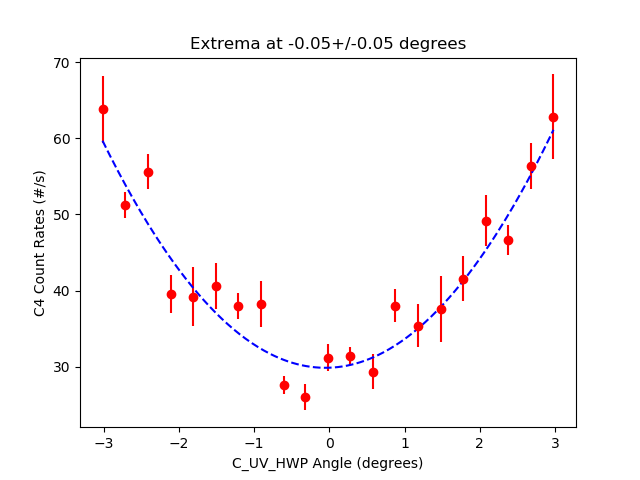 Extrema at -0.05+/-0.05 degrees
C4 Count Rates (#/s)
70
60
50
40
30
−3 −2 −1 0 1 2 3
C_UV_HWP Angle (degrees)